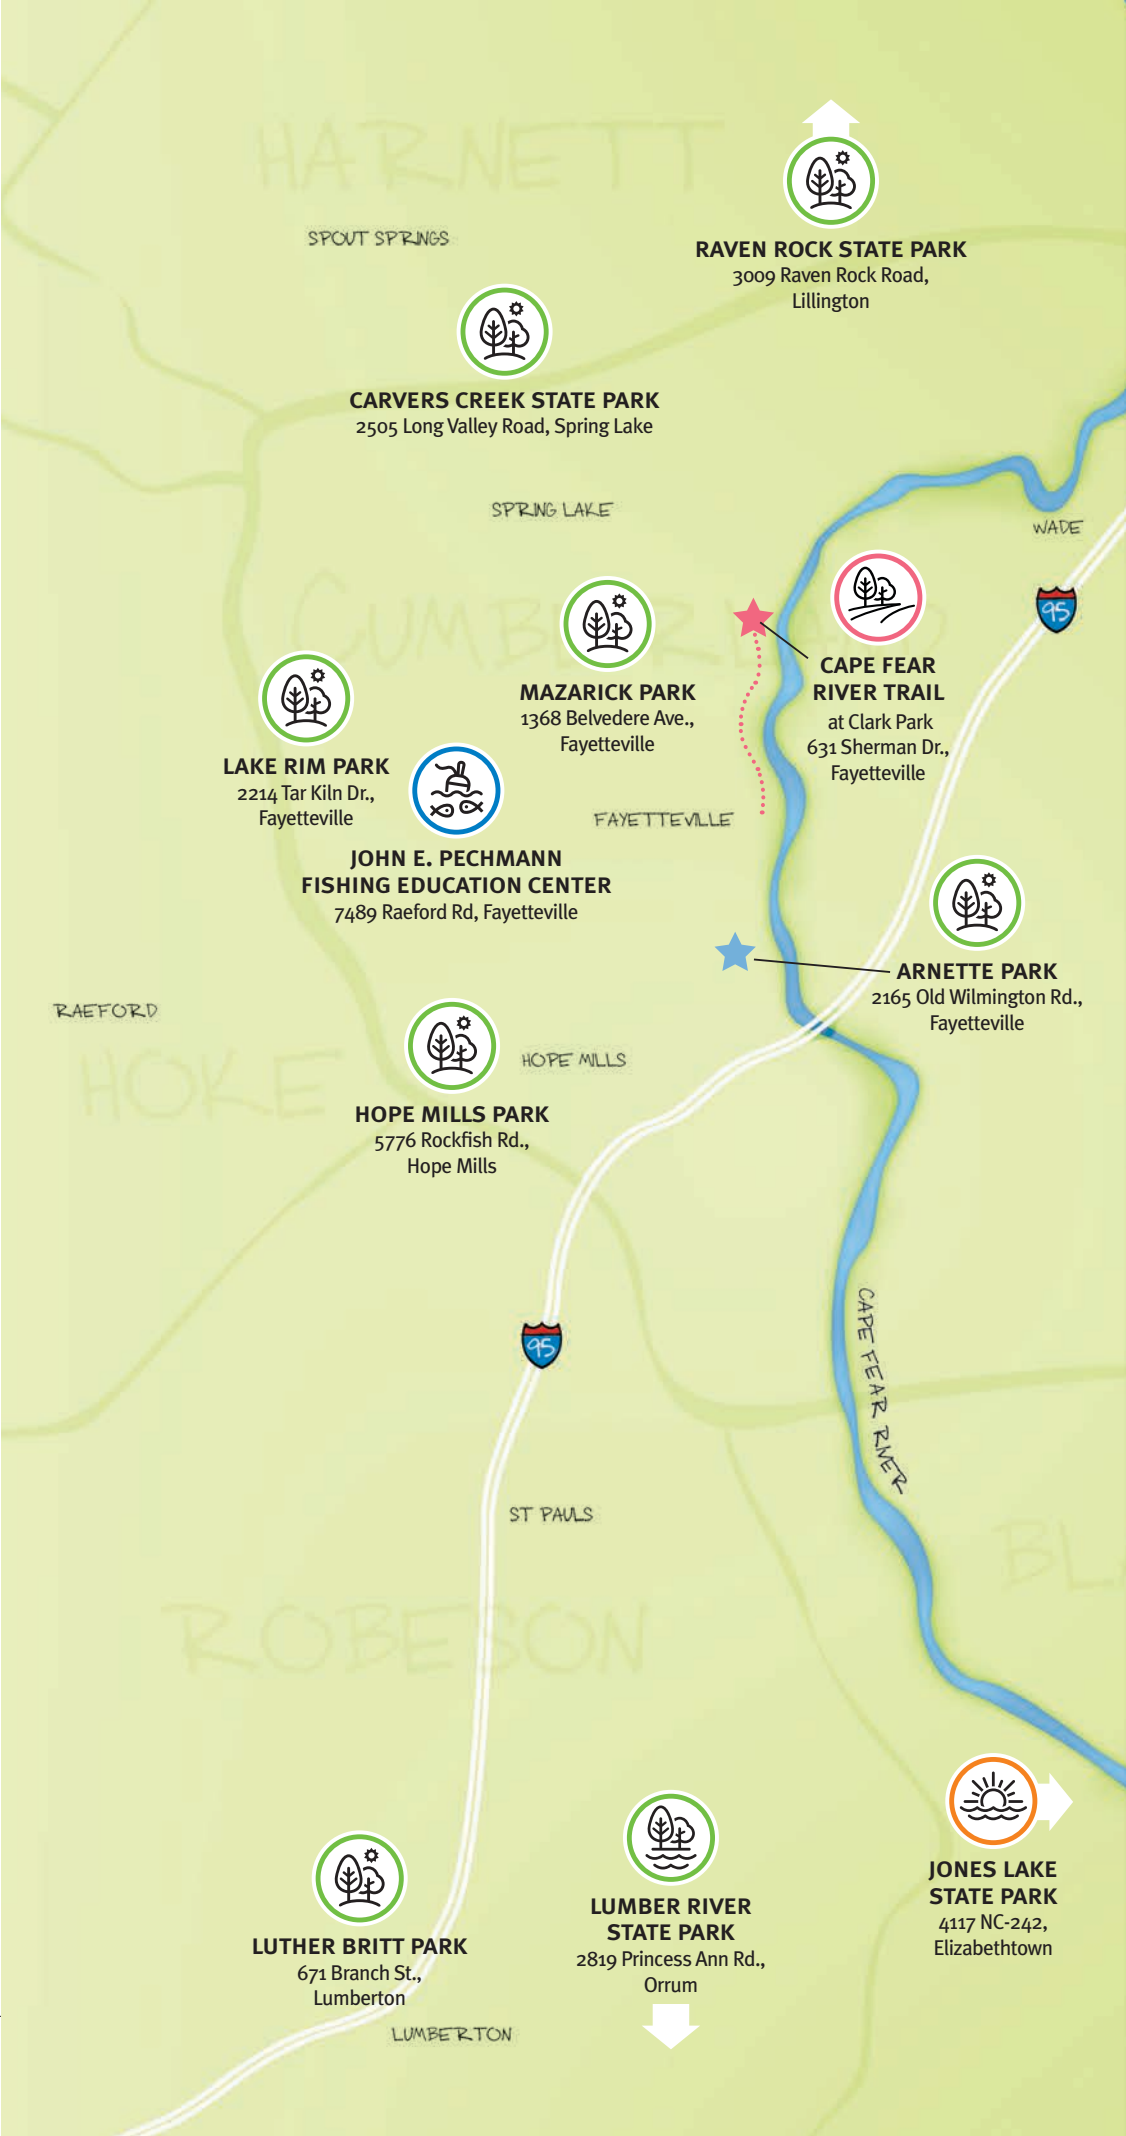 HARNETT
SPOUT SPRINGS
RAVEN ROCK STATE PARK
3009 Raven Rock Road,
Lillington
CARVERS CREEK STATE PARK
2505 Long Valley Road, Spring Lake
SPRING LAKE
WADE
95
CUMBERLAND
MAZARICK PARK
1368 Belvedere Ave.,
Fayetteville
CAPE FEAR
RIVER TRAIL
at Clark Park
631 Sherman Dr.,
Fayetteville
LAKE RIM PARK
2214 Tar Kiln Dr.,
Fayetteville
FAYETTEVILLE
JOHN E. PECHMANN
FISHING EDUCATION CENTER
7489 Raeford Rd, Fayetteville
ARNETTE PARK
2165 Old Wilmington Rd.,
Fayetteville
RAEFORD
HOKE
HOPE MILLS
HOPE MILLS PARK
5776 Rockfish Rd.,
Hope Mills
95
CAPE FEAR RIVER
ST PAULS
BLA
ROBESON
JONES LAKE
STATE PARK
4117 NC-242,
Elizabethtown
LUMBER RIVER
STATE PARK
2819 Princess Ann Rd.,
Orrum
LUTHER BRITT PARK
671 Branch St.,
Lumberton
LUMBERTON